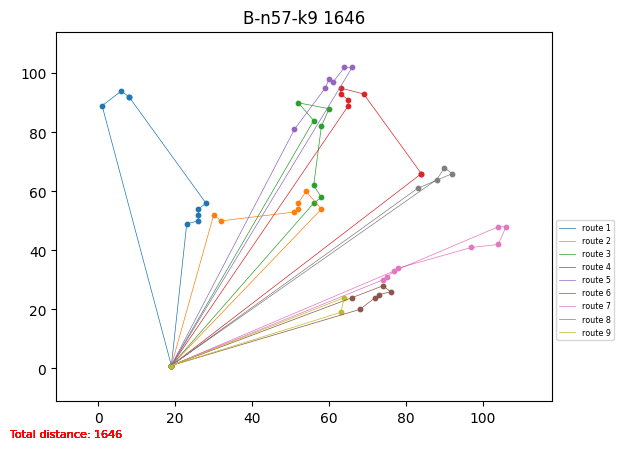 B-n57-k9 1646
100
80
60
40
20
0
0 20 40 60 80 100
route 1
route 2
route 3
route 4
route 5
route 6
route 7
route 8
route 9
Total distance: 1646